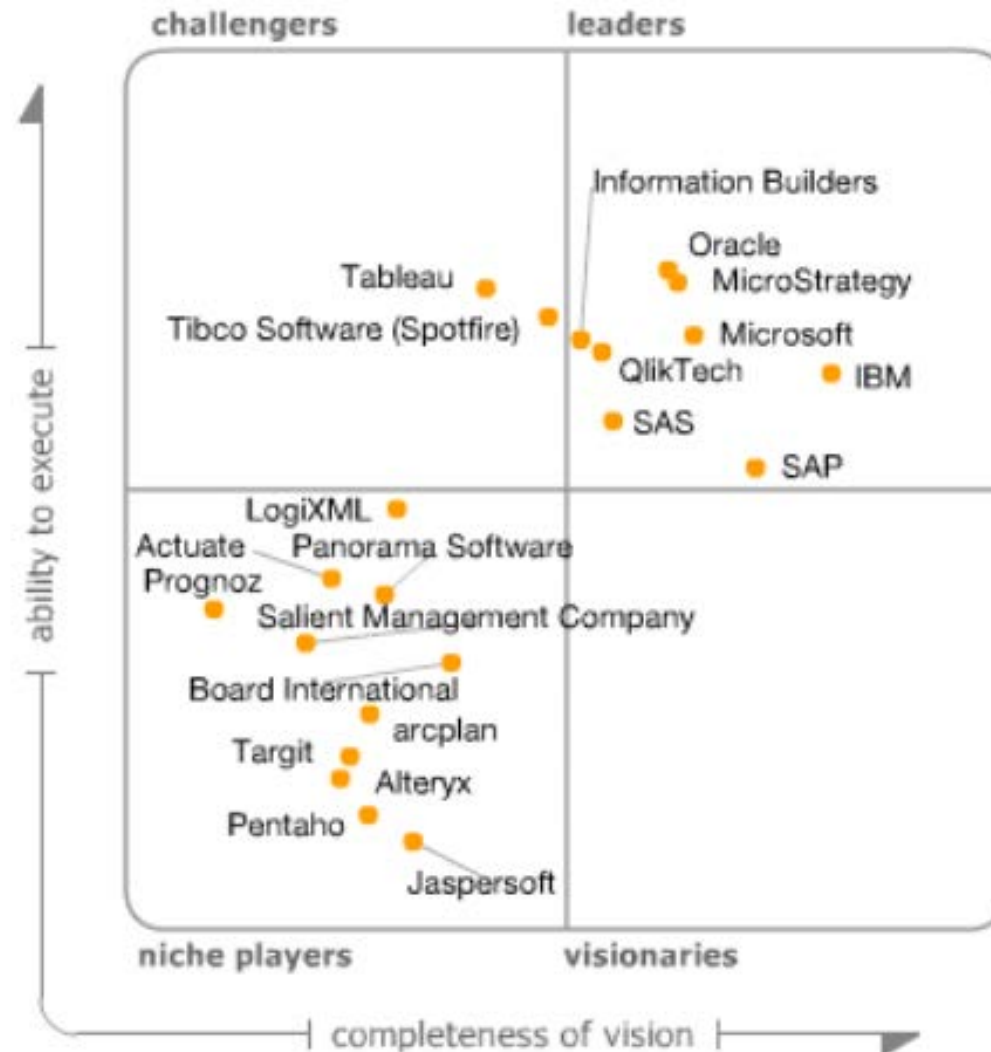 challengers
leaders
Information Builders
Oracle
Tableau
MicroStrategy
Tibco Software (Spotfire)
Microsoft
QlikTech
IBM
SAS
SAP
ability to execute
LogiXML
Actuate
Panorama Software
Prognoz
Salient Management Company
Board International
arcplan
Targit
Alteryx
Pentaho
Jaspersoft
niche players
visionaries
completeness of vision